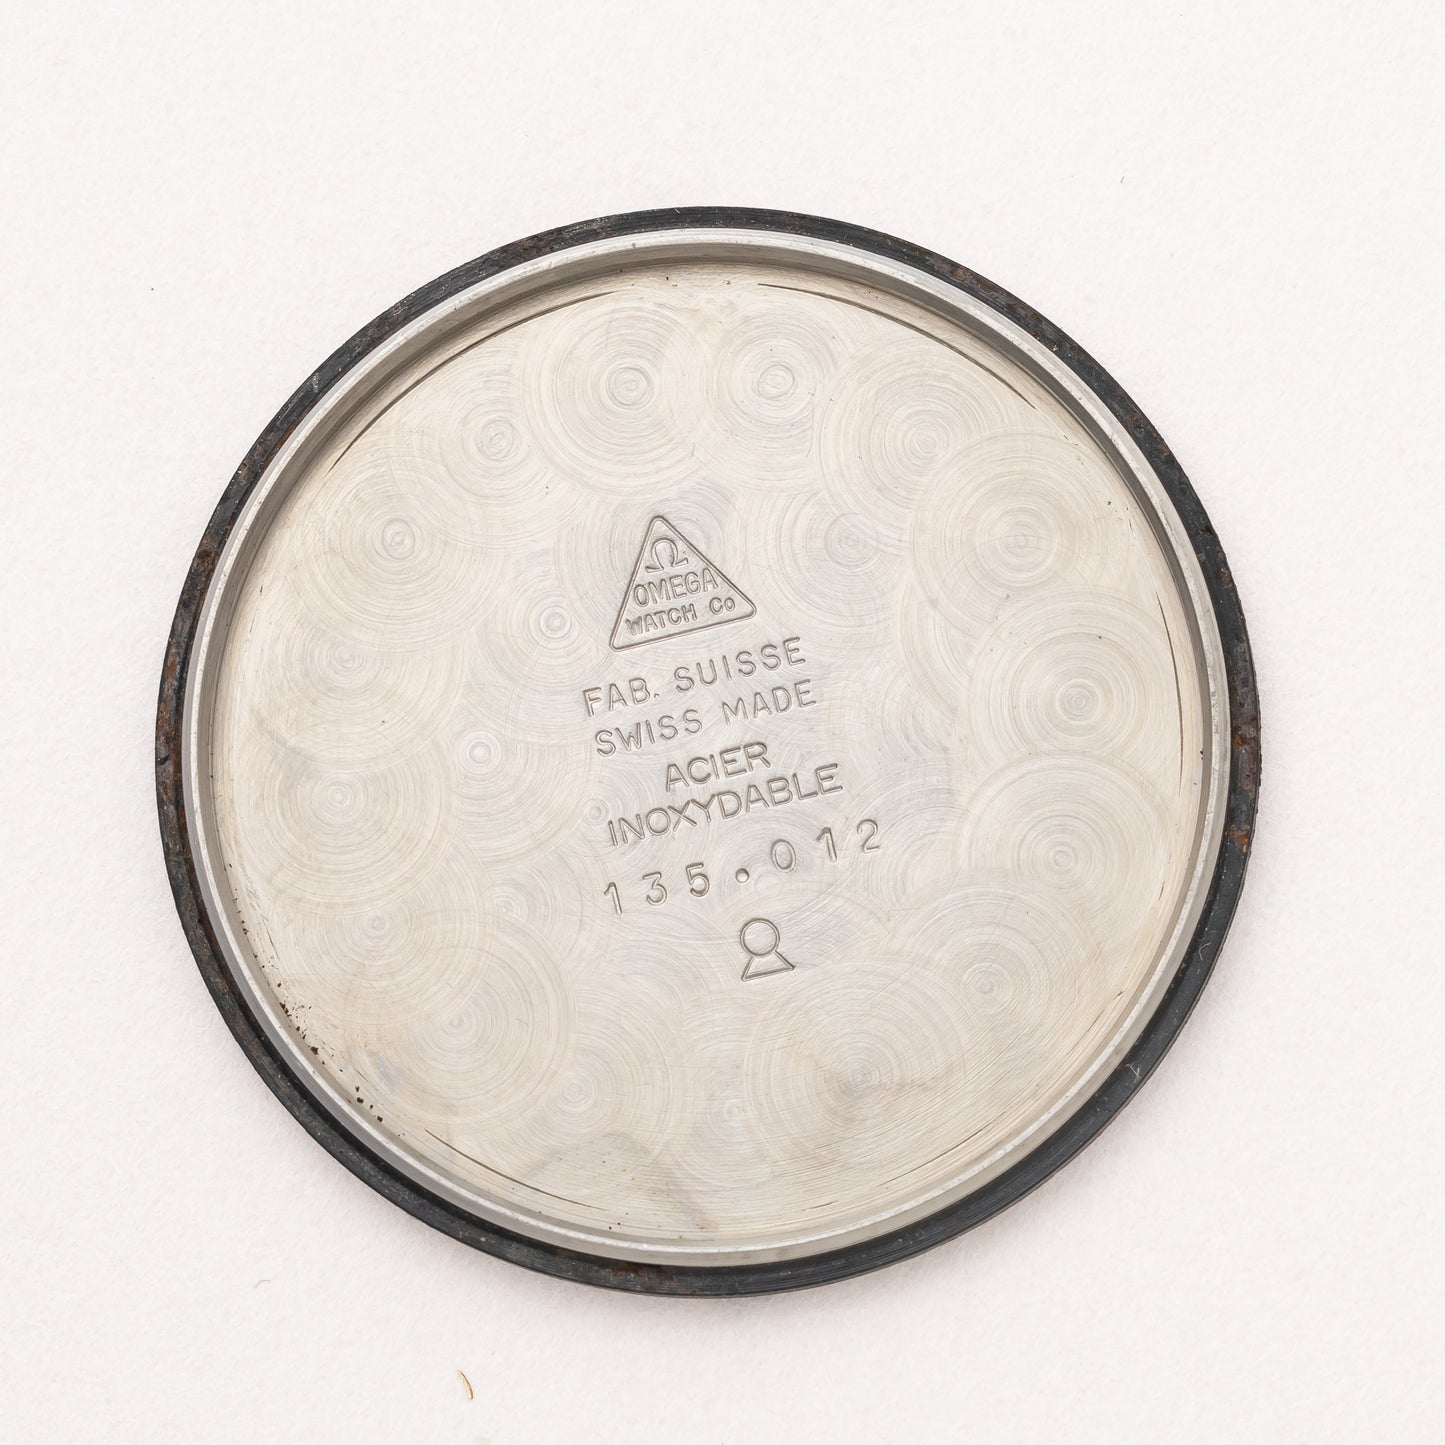 Ω
OMEGA
WATCH Co
FAB. SUISSE
SWISS MADE
ACIER
INOXYDABLE
135.012